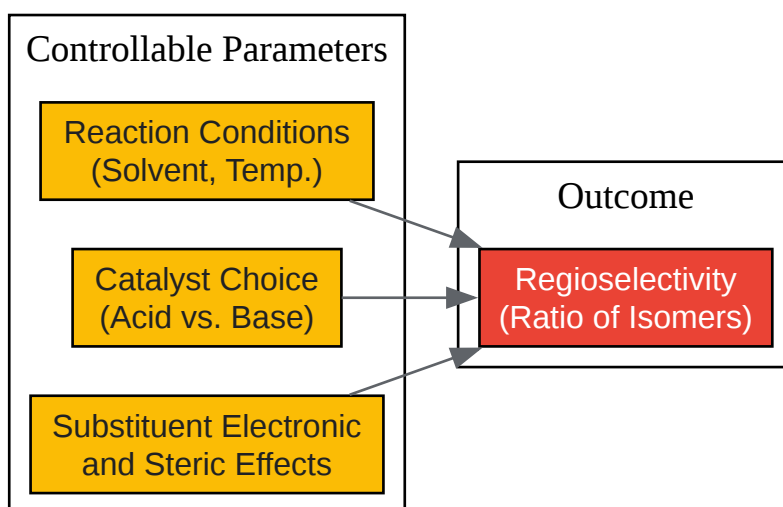 Controllable Parameters
Reaction Conditions
(Solvent, Temp.)
Catalyst Choice
(Acid vs. Base)
Substituent Electronic
and Steric Effects
Outcome
Regioselectivity
(Ratio of Isomers)